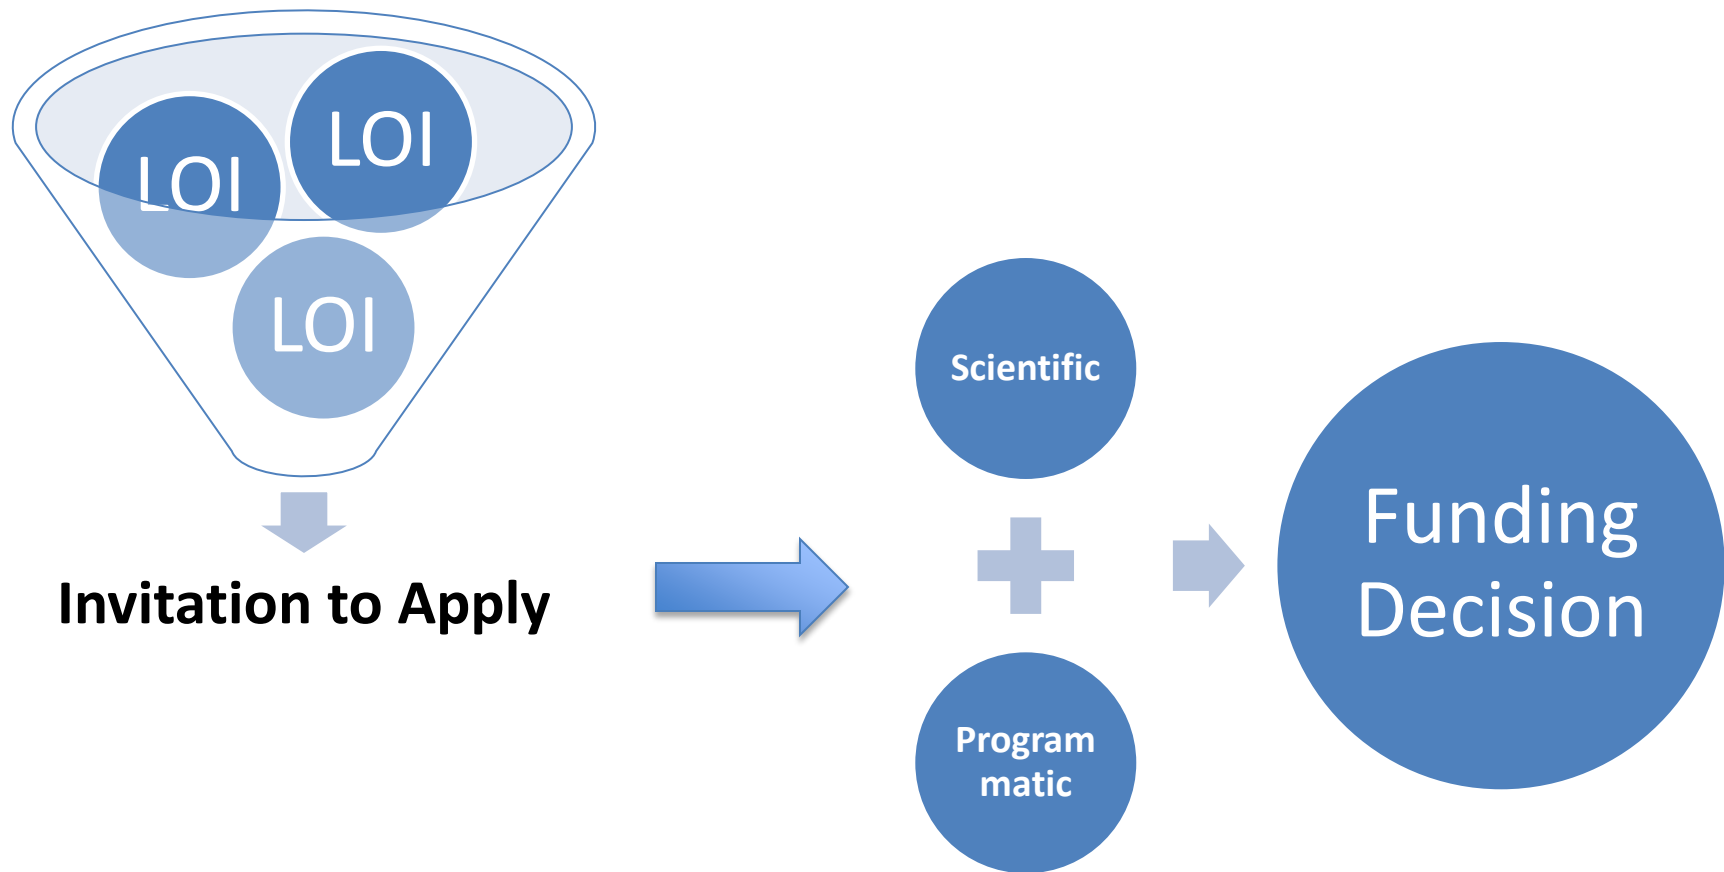 LOI
LOI
LOI
Invitation to Apply
Scientific
Program
matic
Funding
Decision